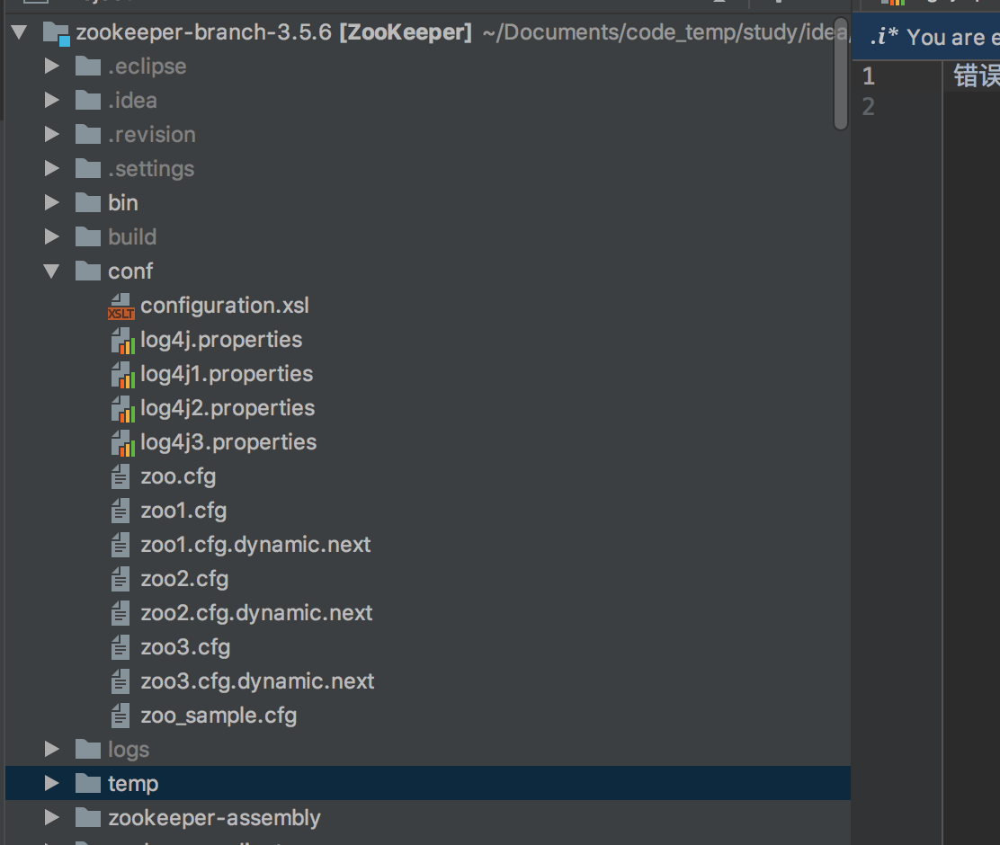 zookeeper-branch-3.5.6 [ZooKeeper] ~/Documents/code_temp/study/idea
.i* You are e
1 错误
2
.eclipse
.idea
.revision
.settings
bin
build
conf
configuration.xsl
XSLT
log4j.properties
log4j1.properties
log4j2.properties
log4j3.properties
zoo.cfg
zoo1.cfg
zoo1.cfg.dynamic.next
zoo2.cfg
zoo2.cfg.dynamic.next
zoo3.cfg
zoo3.cfg.dynamic.next
zoo_sample.cfg
logs
temp
zookeeper-assembly